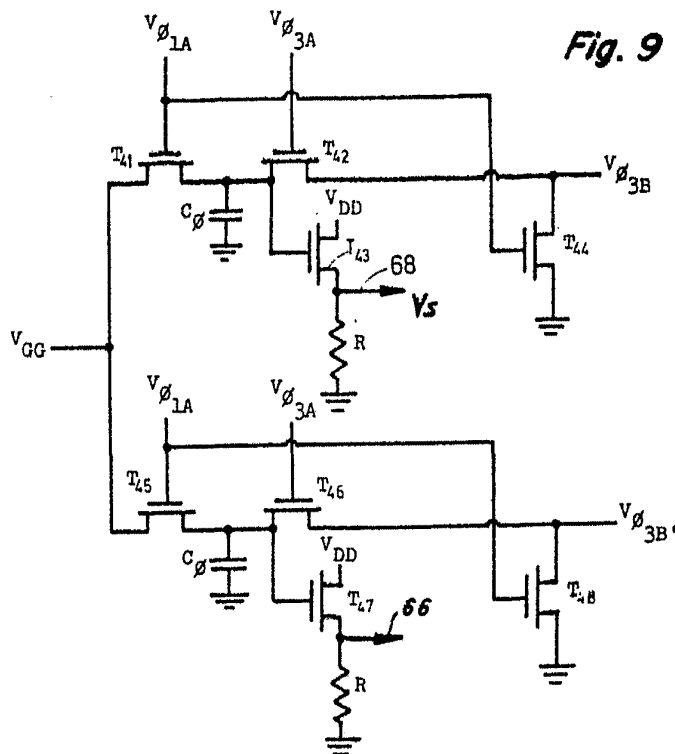 Fig. 9
VØ1A
VØ3A
T41
T42
VØ3B
CØ
VDD
T43
T44
68
Vs
R
VGG
VØ1A
VØ3A
T45
T46
VØ3B'
CØ
VDD
T47
T48
66
R